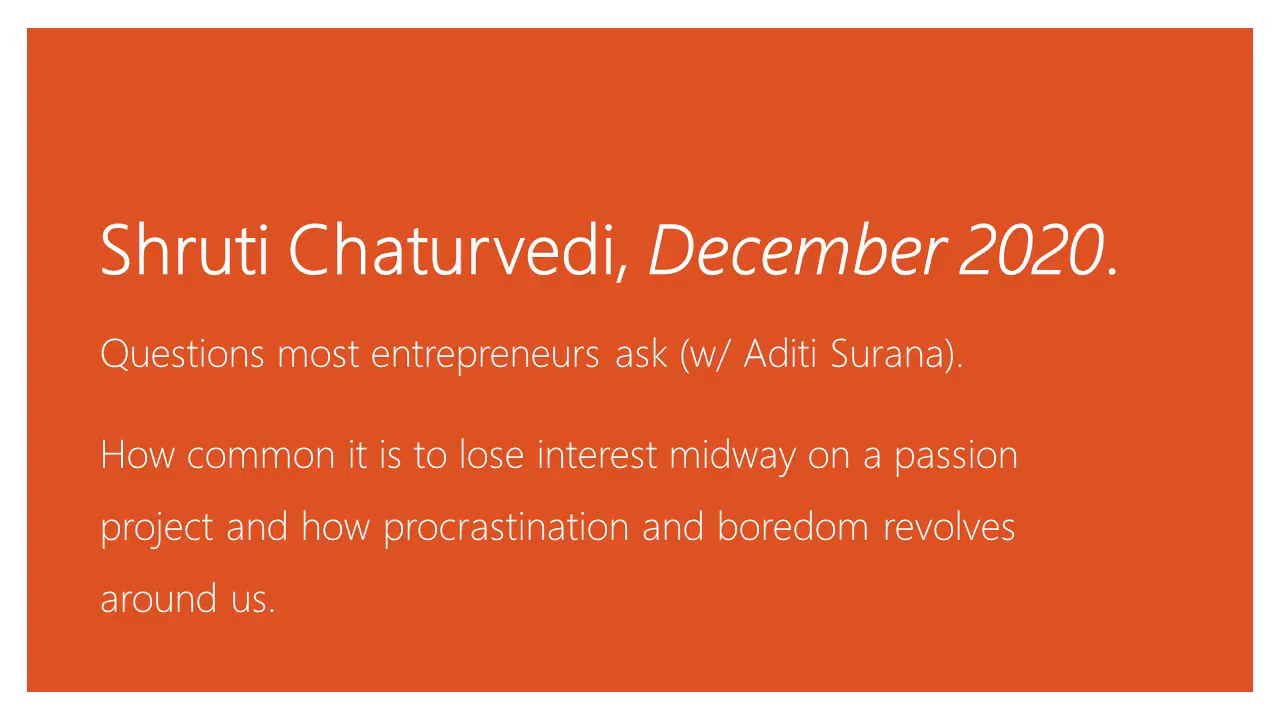 Shruti Chaturvedi, December 2020.
Questions most entrepreneurs ask (w/ Aditi Surana).
How common it is to lose interest midway on a passion
project and how procrastination and boredom revolves
around us.